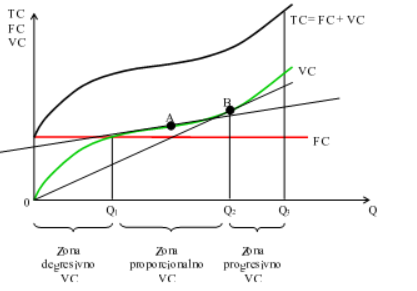 TC
FC
VC
TC= FC + VC
VC
A
B
FC
0
Q₁
Q₂
Q₃
Q
Zona
degresivno
VC
Zona
proporcionalno
VC
Zona
progresivno
VC